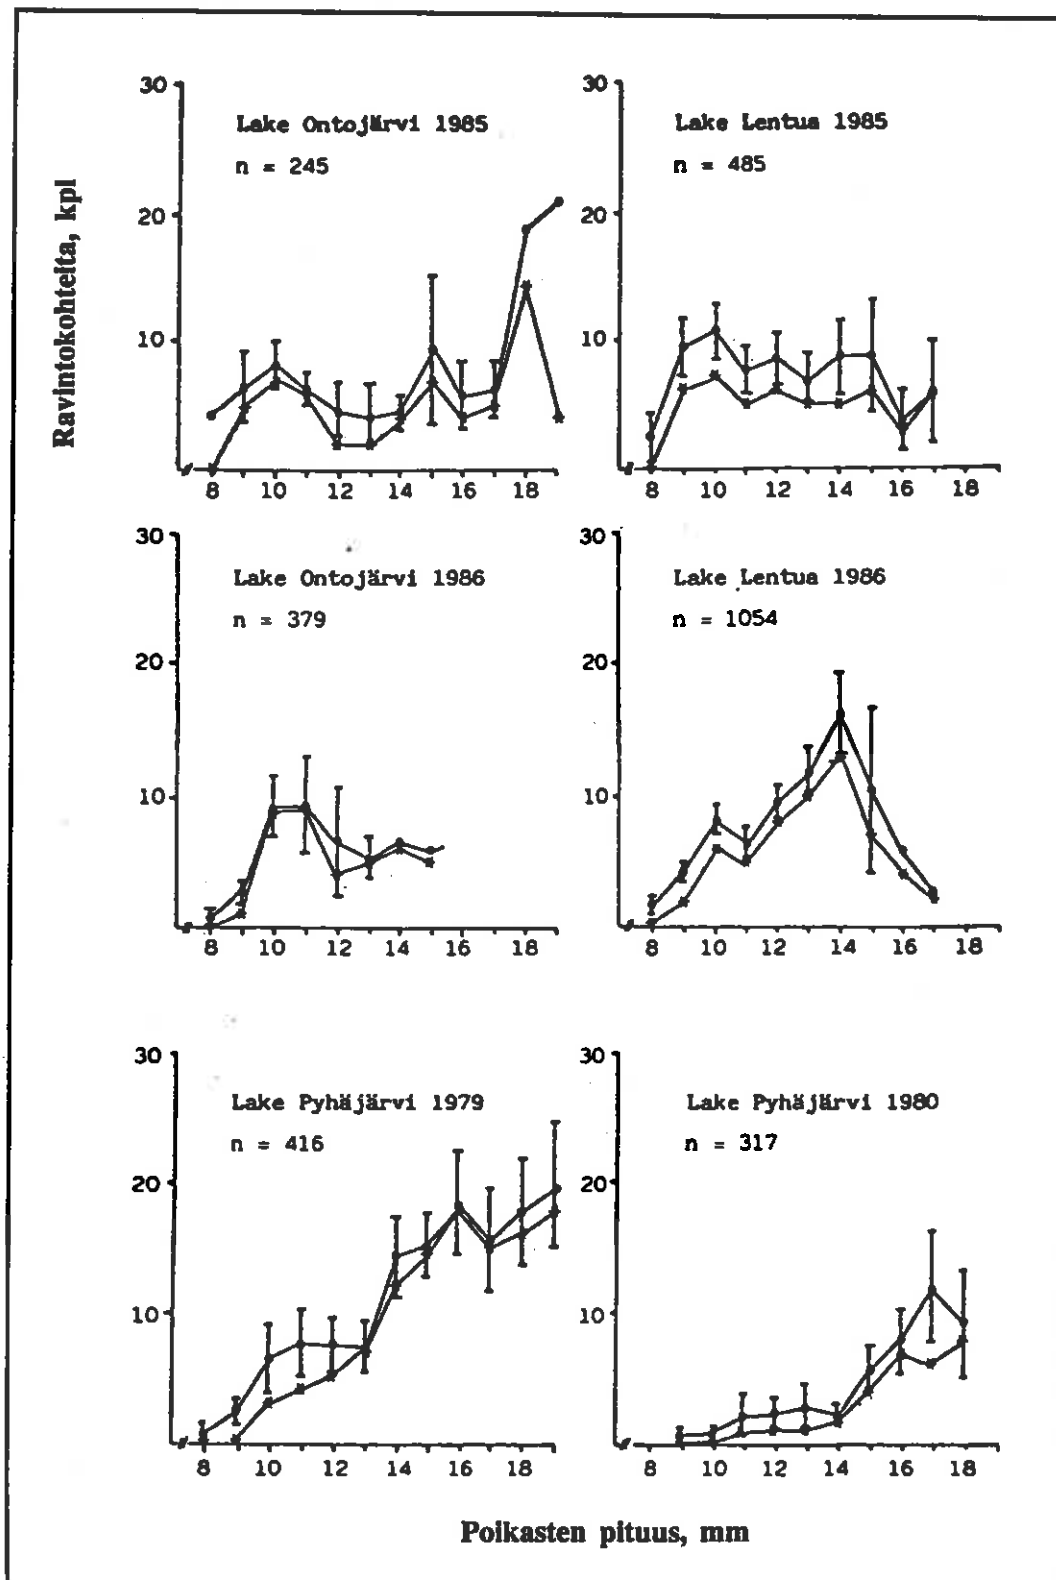 Ravintokohteita, kpl
Lake Ontojärvi 1985
n = 245
30
20
10
8 10 12 14 16 18
Lake Lentua 1985
n = 485
30
20
10
8 10 12 14 16 18
Lake Ontojärvi 1986
n = 379
30
20
10
8 10 12 14 16 18
Lake Lentua 1986
n = 1054
30
20
10
8 10 12 14 16 18
Lake Pyhäjärvi 1979
n = 416
30
20
10
8 10 12 14 16 18
Lake Pyhäjärvi 1980
n = 317
30
20
10
8 10 12 14 16 18
Poikasten pituus, mm